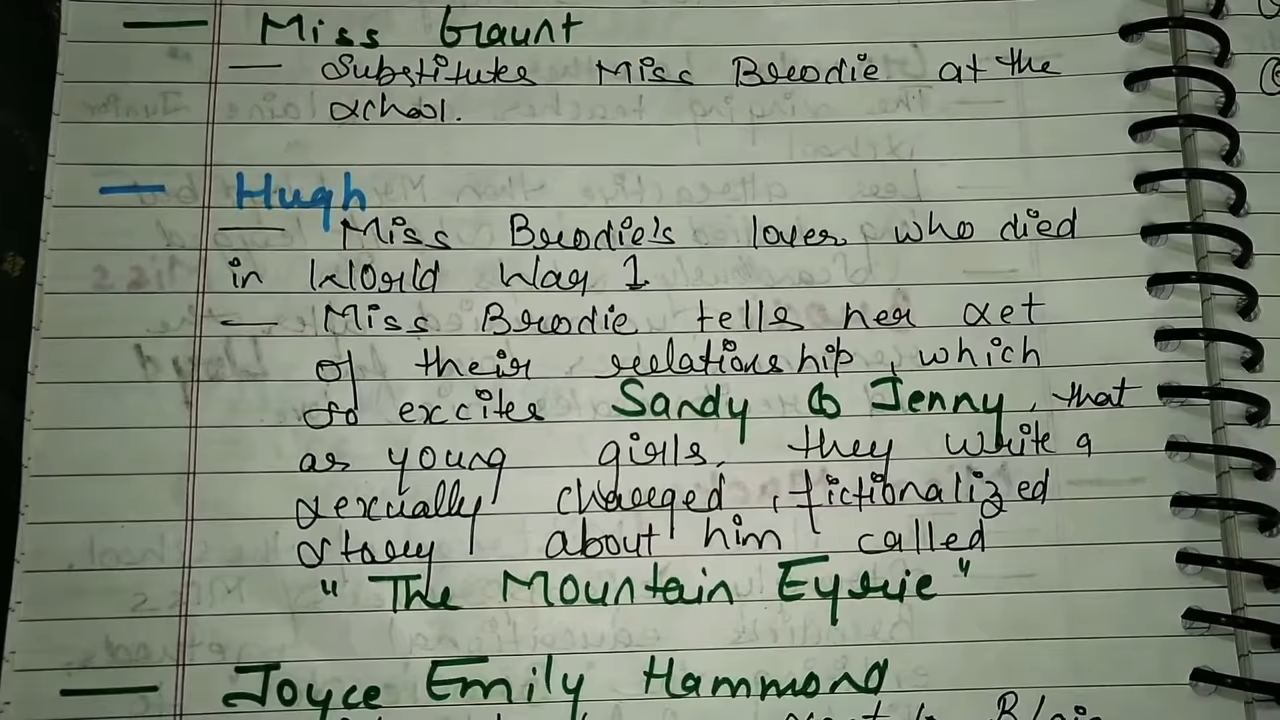 — Miss Gaunt
— Substitutes Miss Brodie at the
school.
— Hugh
— Miss Brodie's lover who died
in World War 1
— Miss Brodie tells her set
of their relationship, which
so excites Sandy & Jenny, that
as young girls, they write a
sexually charged, fictionalized
story about him called
"The Mountain Eyrie"
— Joyce Emily Hammond